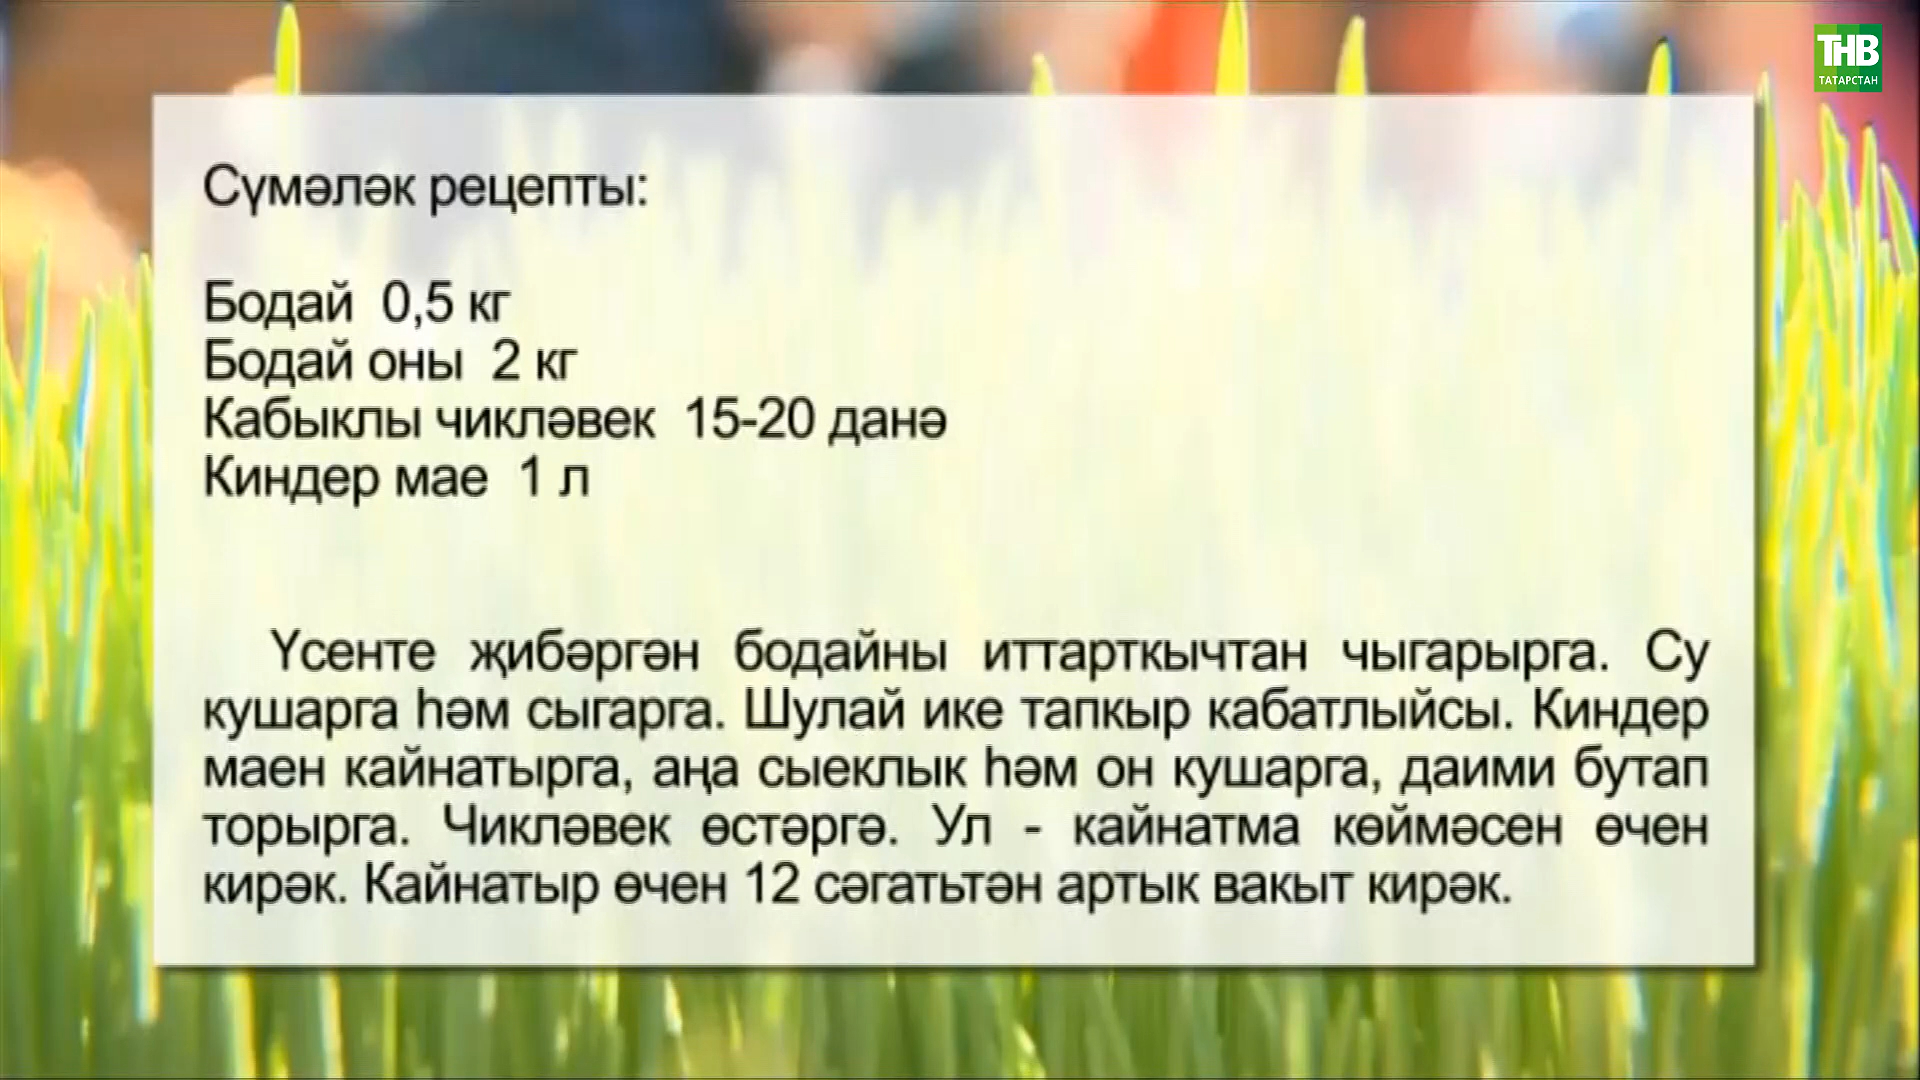 ТНВ
ТАТАРСТАН
Сүмәләк рецепты:
Бодай 0,5 кг
Бодай оны 2 кг
Кабыклы чикләвек 15-20 данә
Киндер мае 1 л
Үсенте җибәргән бодайны иттарткычтан чыгарырга. Су
кушарга һәм сыгарга. Шулай ике тапкыр кабатлыйсы. Киндер
маен кайнатырга, аңа сыеклык һәм он кушарга, даими бутап
торырга. Чикләвек өстәргә. Ул - кайнатма көймәсен өчен
кирәк. Кайнатыр өчен 12 сәгатьтән артык вакыт кирәк.